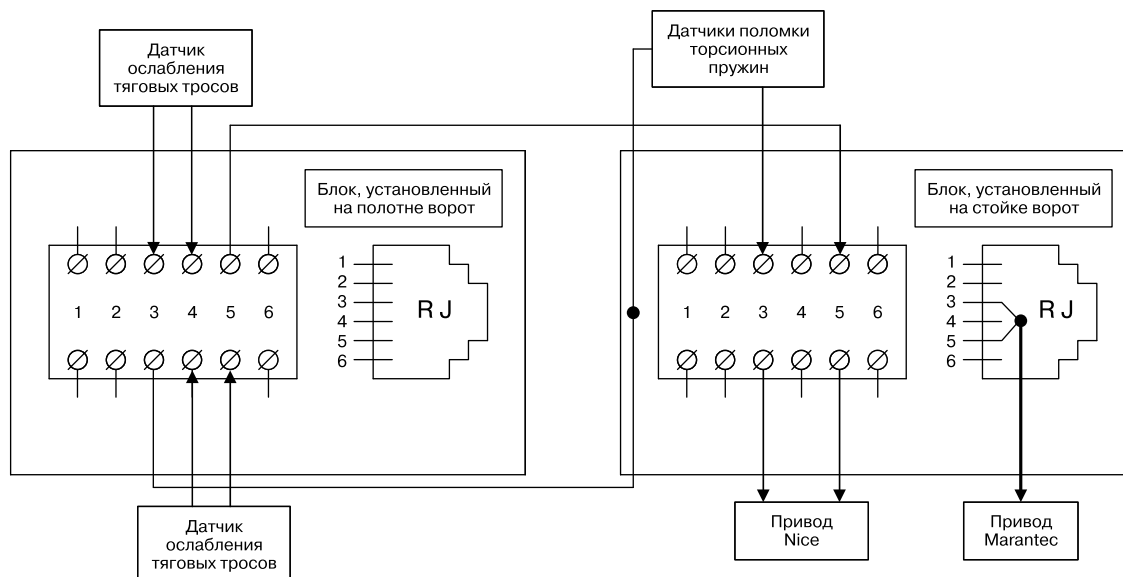 Датчик
ослабления
тяговых тросов
Датчики поломки
торсионных
пружин
Блок, установленный
на полотне ворот
1 2 3 4 5 6
1
2
3
4
5
6
R J
Блок, установленный
на стойке ворот
1 2 3 4 5 6
1
2
3
4
5
6
R J
Датчик
ослабления
тяговых тросов
Привод
Nice
Привод
Marantec